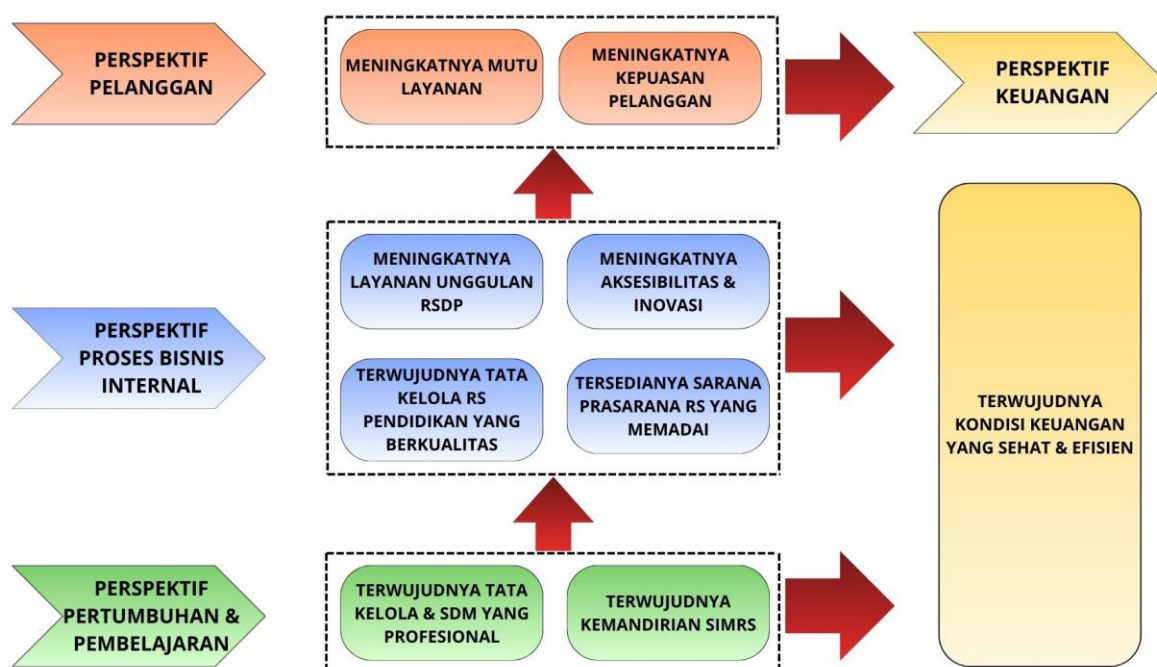 PERSPEKTIF
PELANGGAN
MENINGKATNYA MUTU
LAYANAN
MENINGKATNYA
KEPUASAN
PELANGGAN
PERSPEKTIF
KEUANGAN
PERSPEKTIF
PROSES BISNIS
INTERNAL
MENINGKATNYA
LAYANAN UNGGULAN
RSDP
MENINGKATNYA
AKSESIBILITAS &
INOVASI
TERWUJUDNYA TATA
KELOLA RS
PENDIDIKAN YANG
BERKUALITAS
TERSEDIANYA SARANA
PRASARANA RS YANG
MEMADAI
TERWUJUDNYA
KONDISI KEUANGAN
YANG SEHAT & EFISIEN
PERSPEKTIF
PERTUMBUHAN &
PEMBELAJARAN
TERWUJUDNYA TATA
KELOLA & SDM YANG
PROFESIONAL
TERWUJUDNYA
KEMANDIRIAN SIMRS